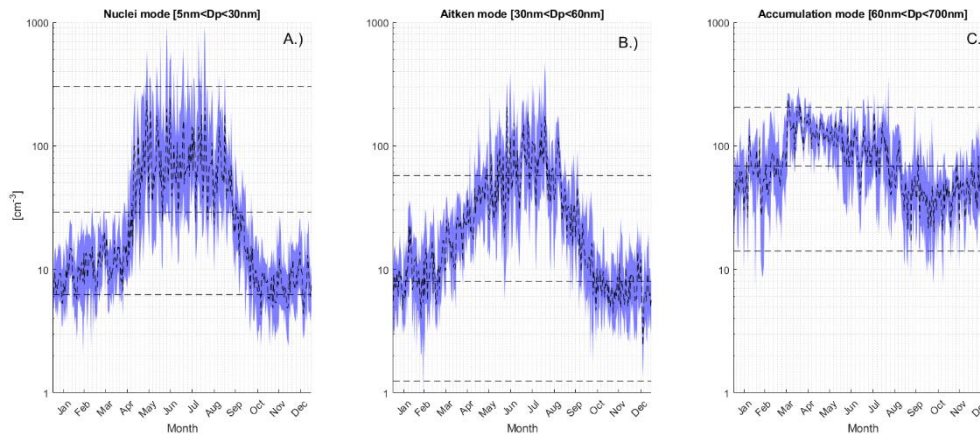 Nuclei mode [5nm<Dp<30nm]
A.)
1000
100
10
1
[cm-3]
Jan Feb Mar Apr May Jun Jul Aug Sep Oct Nov Dec
Month
Aitken mode [30nm<Dp<60nm]
B.)
1000
100
10
1
Jan Feb Mar Apr May Jun Jul Aug Sep Oct Nov Dec
Month
Accumulation mode [60nm<Dp<700nm]
C.
1000
100
10
1
Jan Feb Mar Apr May Jun Jul Aug Sep Oct Nov Dec
Month